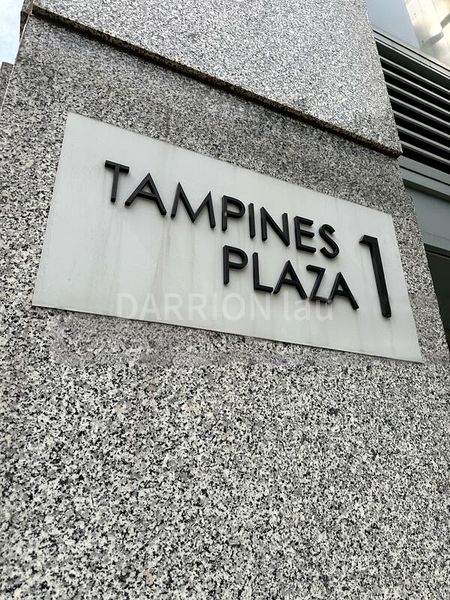 TAMPINES
PLAZA 1
DARRION lau